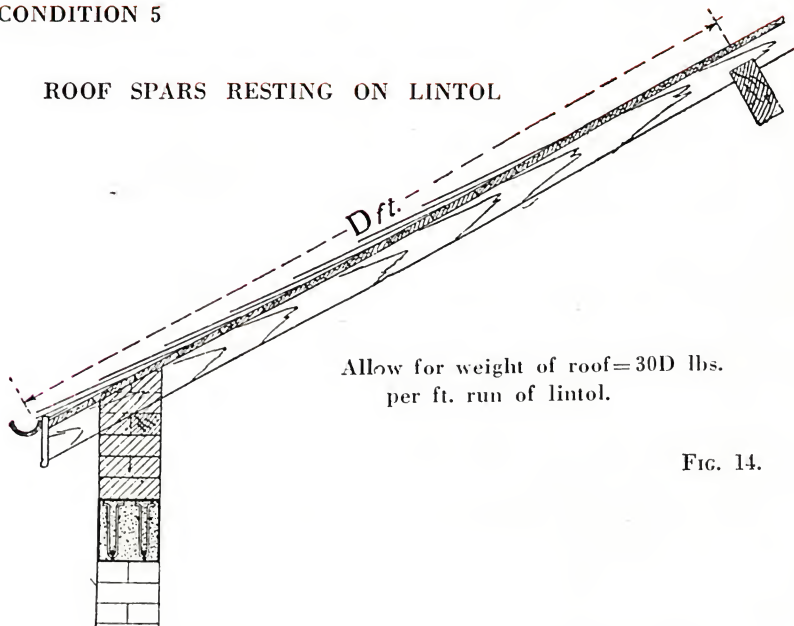 CONDITION 5
ROOF SPARS RESTING ON LINTOL
D ft.
Allow for weight of roof=30D lbs.
per ft. run of lintol.
FIG. 14.